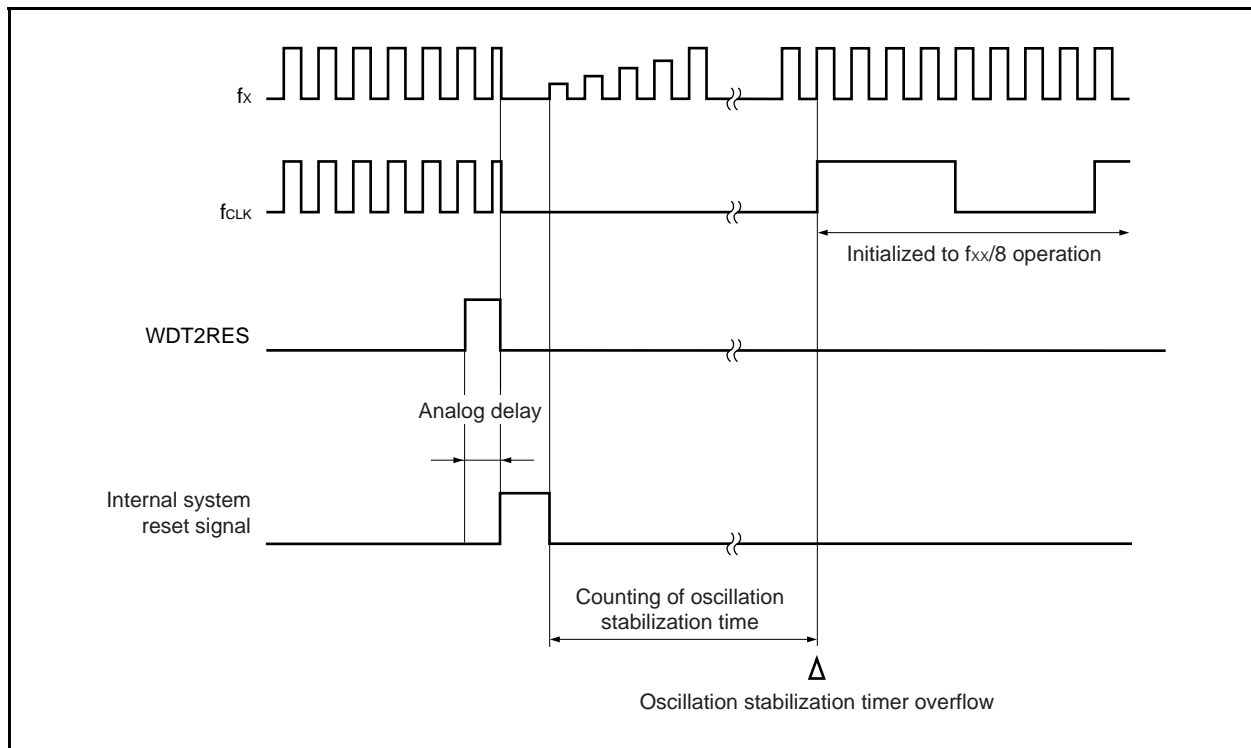 fX
fCLK
Initialized to fXX/8 operation
WDT2RES
Analog delay
Internal system
reset signal
Counting of oscillation
stabilization time
Oscillation stabilization timer overflow